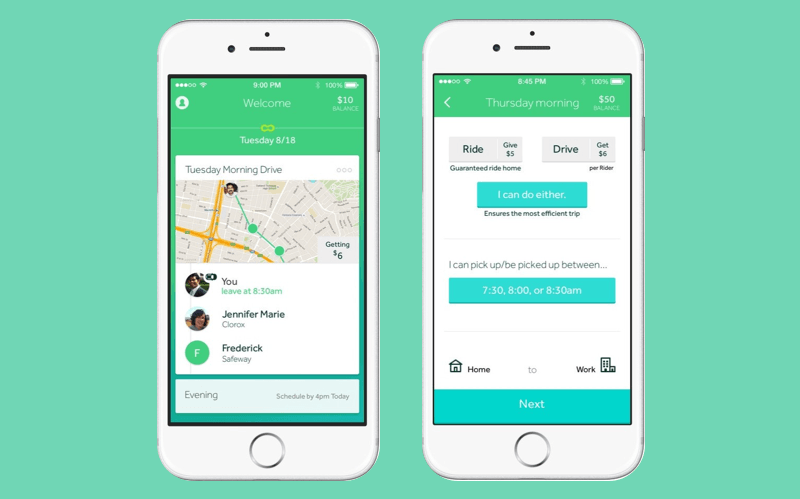 9:00 PM
100%
Welcome
$10
BALANCE
Tuesday 8/18
Tuesday Morning Drive
Getting
$6
You
leave at 8:30am
Jennifer Marie
Clorox
F
Frederick
Safeway
Evening
Schedule by 4pm Today
8:45 PM
100%
Thursday morning
$50
BALANCE
Ride
Give
$5
Drive
Get
$6
Guaranteed ride home
per Rider
I can do either.
Ensures the most efficient trip
I can pick up/be picked up between...
7:30, 8:00, or 8:30am
Home
to
Work
Next